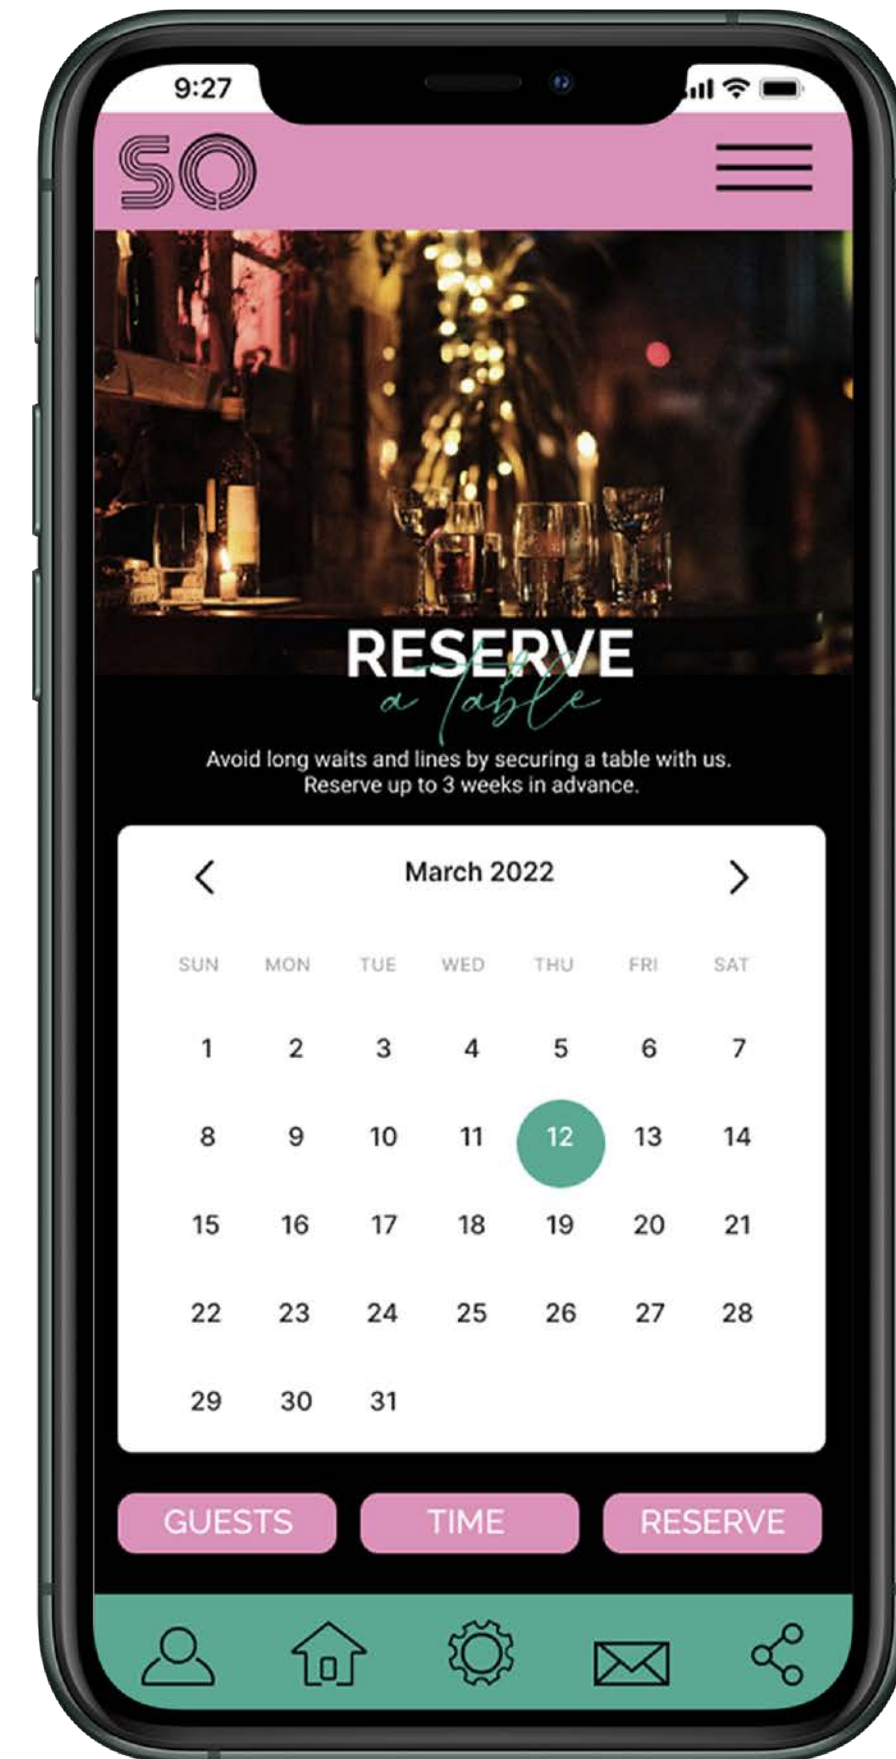 9:27
SO
RESERVE
a table
Avoid long waits and lines by securing a table with us.
Reserve up to 3 weeks in advance.
March 2022
SUN MON TUE WED THU FRI SAT
1 2 3 4 5 6 7
8 9 10 11 12 13 14
15 16 17 18 19 20 21
22 23 24 25 26 27 28
29 30 31
GUESTS TIME RESERVE